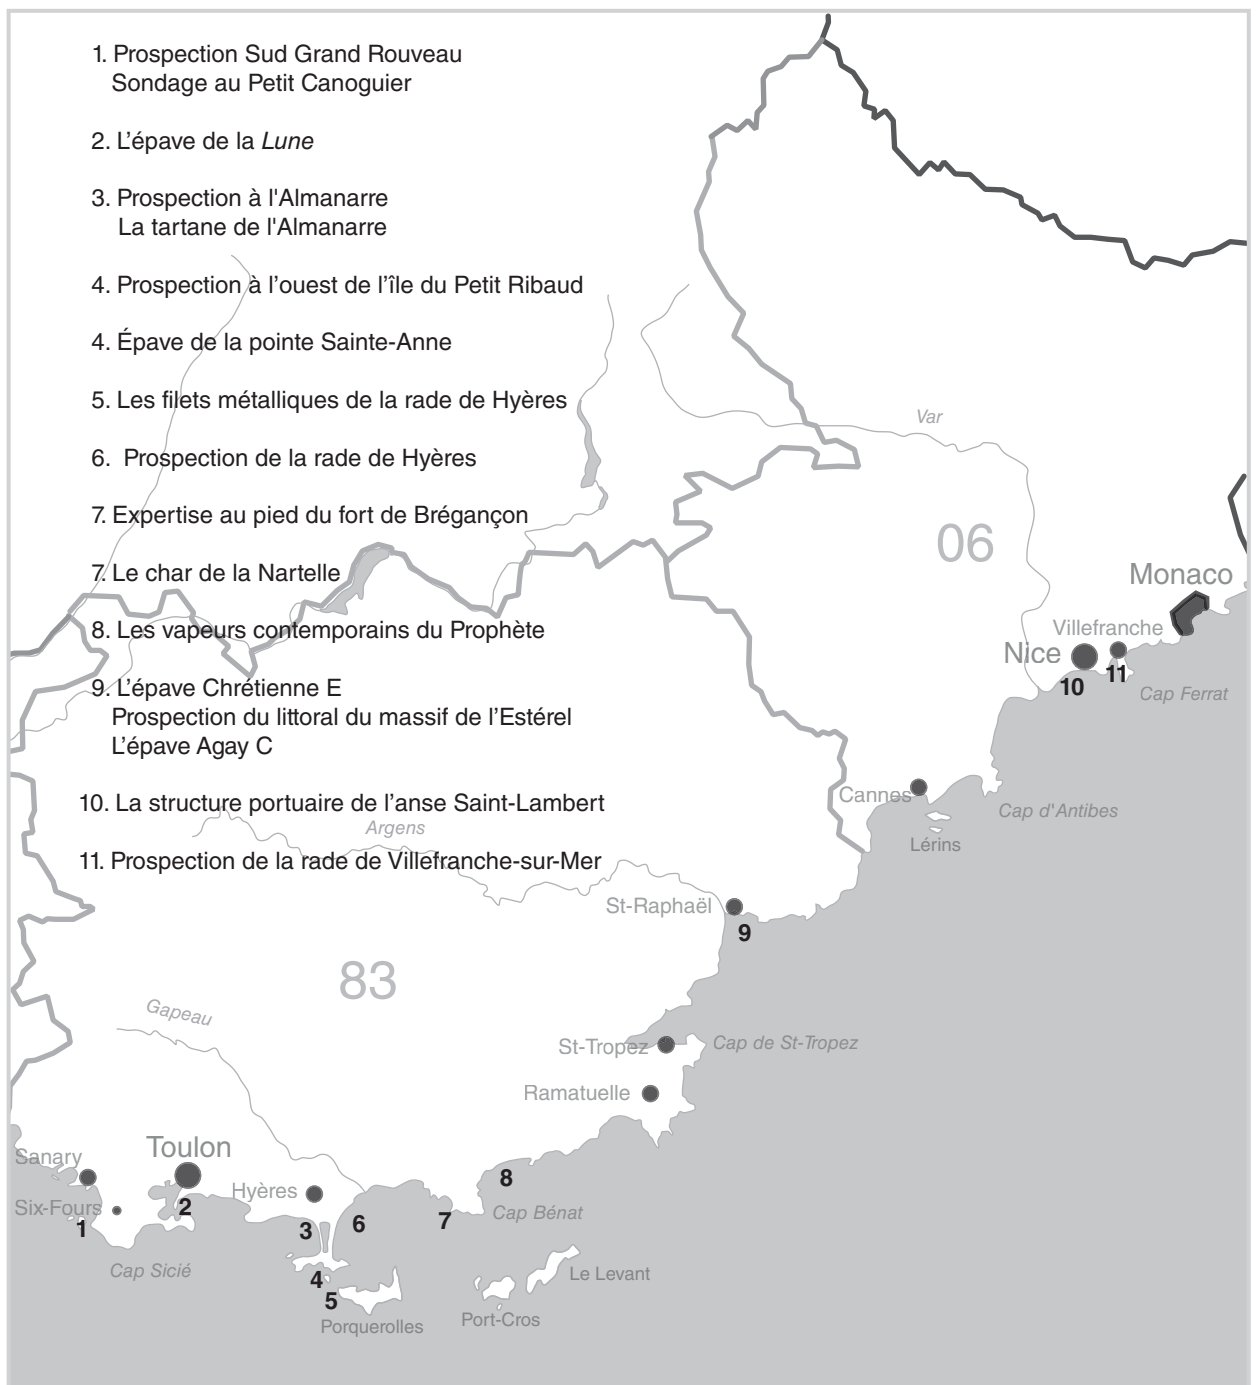 1. Prospection Sud Grand Rouveau
Sondage au Petit Canoguier
2. L'épave de la Lune
3. Prospection à l'Almanarre
La tartane de l'Almanarre
4. Prospection à l'ouest de l'île du Petit Ribaud
4. Épave de la pointe Sainte-Anne
5. Les filets métalliques de la rade de Hyères
6. Prospection de la rade de Hyères
7. Expertise au pied du fort de Brégançon
7. Le char de la Nartelle
8. Les vapeurs contemporains du Prophète
9. L'épave Chrétienne E
Prospection du littoral du massif de l'Estérel
L'épave Agay C
10. La structure portuaire de l'anse Saint-Lambert
11. Prospection de la rade de Villefranche-sur-Mer
Var
06
Monaco
Villefranche
Nice
10
11
Cap Ferrat
Cannes
Cap d'Antibes
Lérins
Argens
St-Raphaël
9
83
Gapeau
St-Tropez
Cap de St-Tropez
Ramatuelle
Sanary
Toulon
Hyères
8
Six-Fours
1
2
3
6
7
Cap Bénat
Cap Sicié
4
5
Le Levant
Port-Cros
Porquerolles